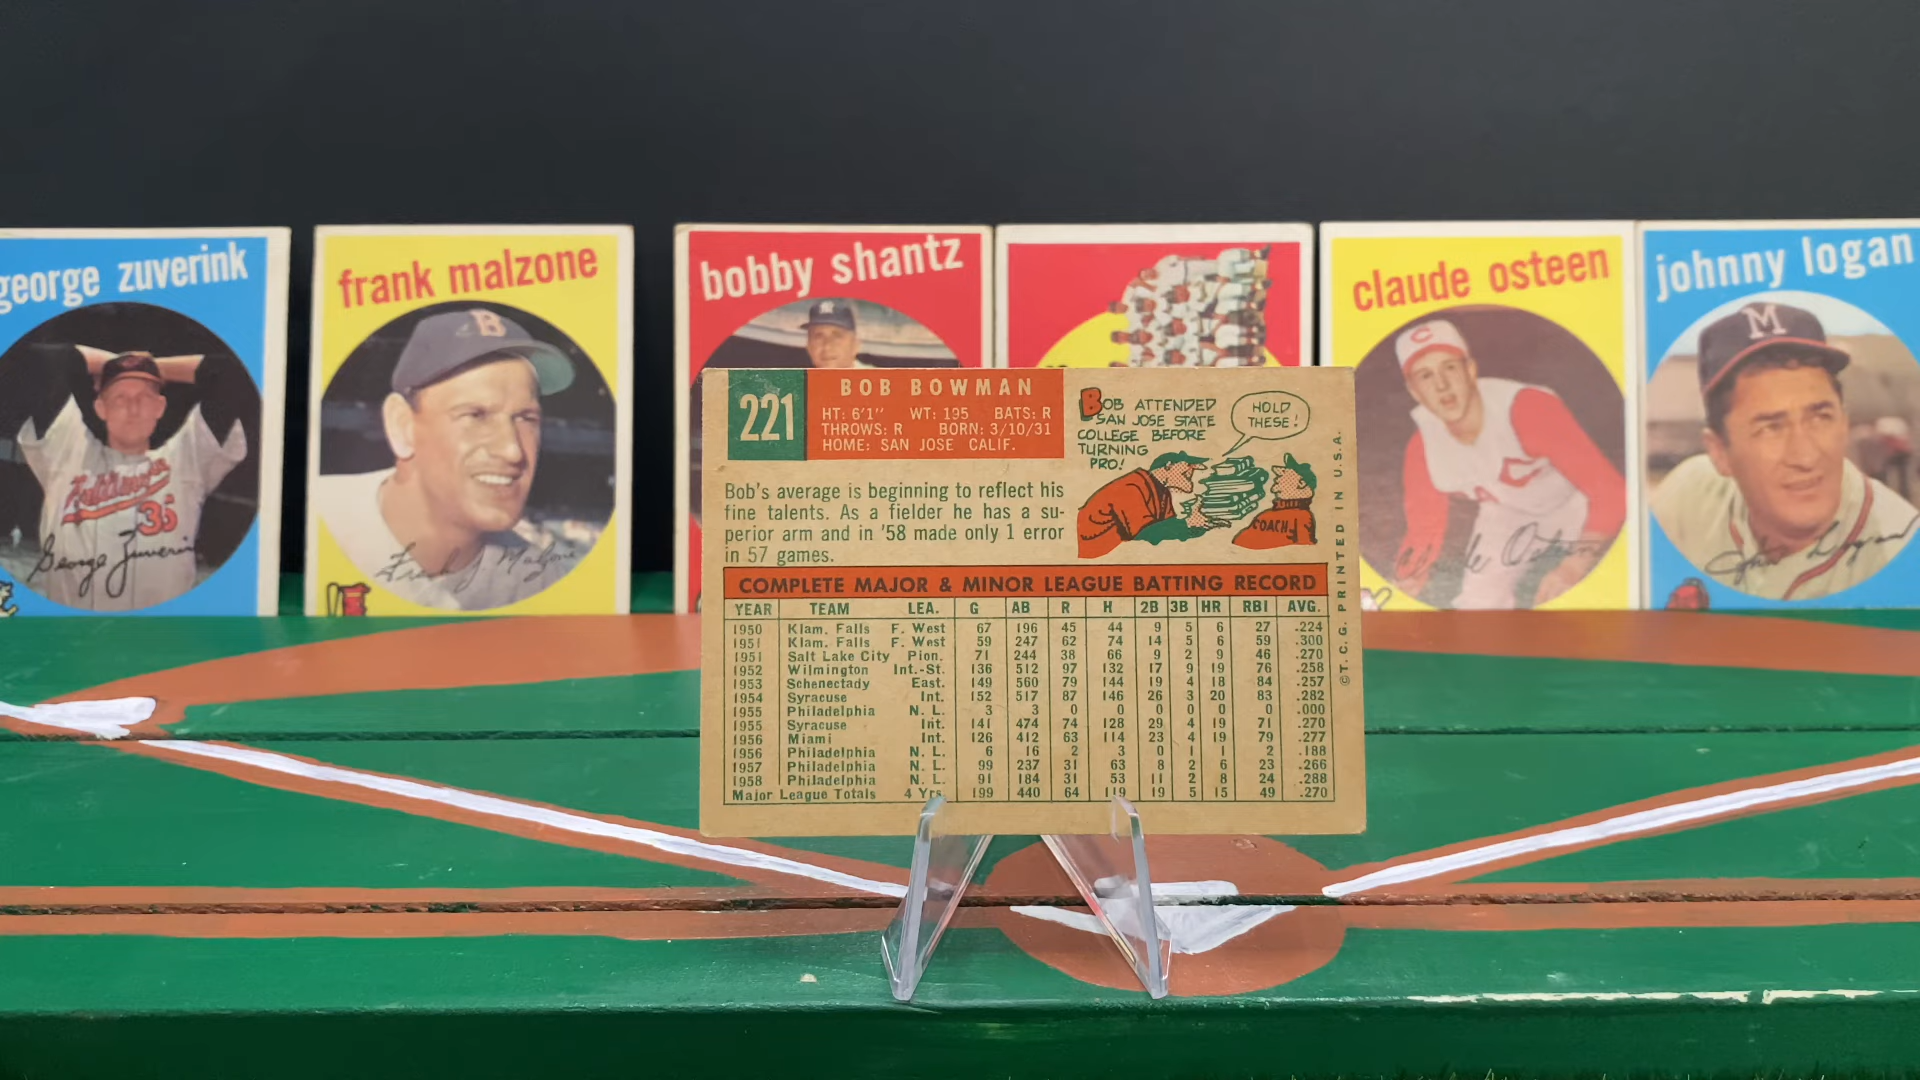 george zuverink
frank malzone
bobby shantz
claude osteen
johnny logan
B
M
C
35
George Zuverink
Frank J Malzone
Claude Osteen
221
BOB BOWMAN
HT: 6'1" WT: 195 BATS: R
THROWS: R BORN: 3/10/31
HOME: SAN JOSE CALIF.
BOB ATTENDED
SAN JOSE STATE
COLLEGE BEFORE
TURNING
PRO!
HOLD
THESE!
COACH
Bob's average is beginning to reflect his
fine talents. As a fielder he has a su-
perior arm and in '58 made only 1 error
in 57 games.
COMPLETE MAJOR & MINOR LEAGUE BATTING RECORD
YEAR TEAM LEA. G AB R H 2B 3B HR RBI AVG.
1950 Klam. Falls F. West 67 196 45 44 9 5 6 27 .224
1951 Klam. Falls F. West 59 247 62 74 14 5 6 59 .300
1951 Salt Lake City Pion. 71 244 38 66 9 2 9 46 .270
1952 Wilmington Int.-St. 136 512 97 132 17 9 19 76 .258
1953 Schenectady East. 149 560 79 144 19 4 18 84 .257
1954 Syracuse Int. 152 517 87 146 26 3 20 83 .282
1955 Philadelphia N. L. 3 3 0 0 0 0 0 0 .000
1955 Syracuse Int. 141 474 74 128 29 4 19 71 .270
1956 Miami Int. 126 412 63 114 23 4 19 79 .277
1956 Philadelphia N. L. 6 16 2 3 0 1 1 2 .188
1957 Philadelphia N. L. 99 237 31 63 8 2 6 23 .266
1958 Philadelphia N. L. 91 184 31 53 11 2 8 24 .288
Major League Totals 4 Yrs. 199 440 64 119 19 5 15 49 .270
©T.C.G. PRINTED IN U.S.A.